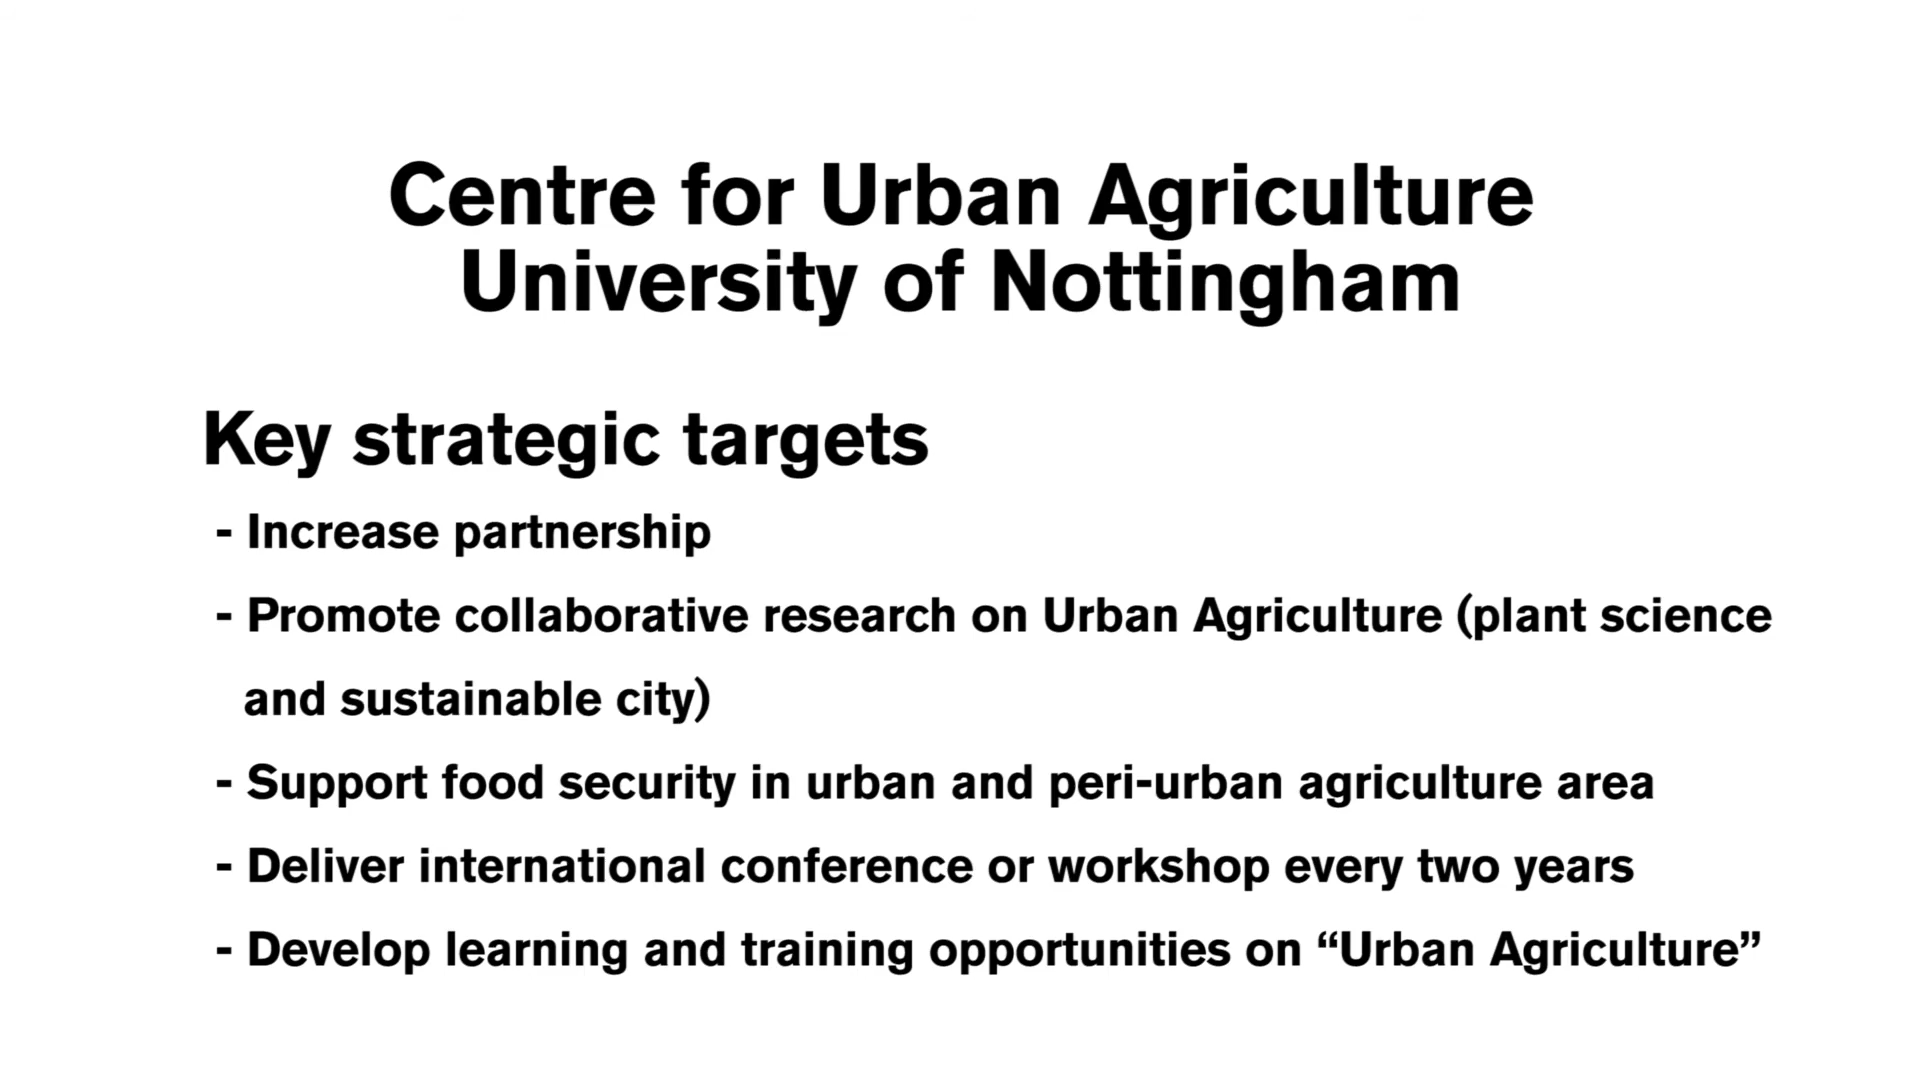 Centre for Urban Agriculture
University of Nottingham
Key strategic targets
- Increase partnership
- Promote collaborative research on Urban Agriculture (plant science
and sustainable city)
- Support food security in urban and peri-urban agriculture area
- Deliver international conference or workshop every two years
- Develop learning and training opportunities on “Urban Agriculture”